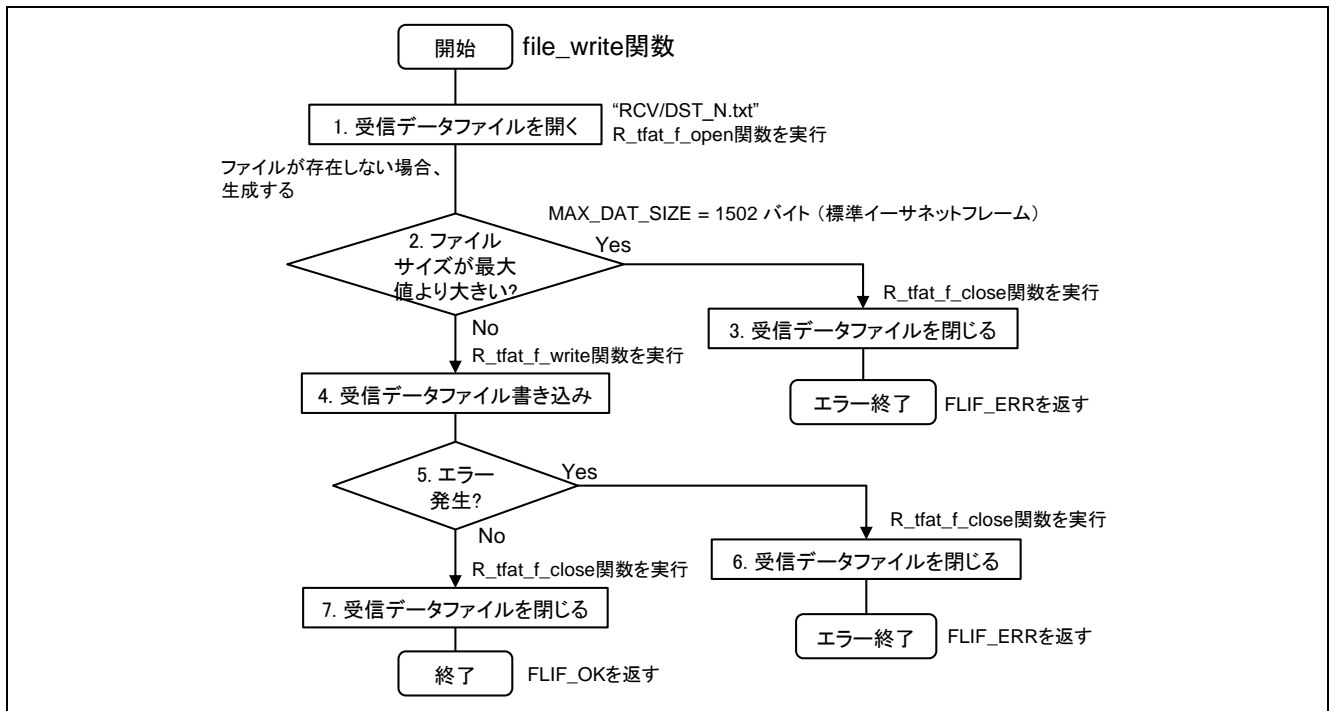 開始
file_write関数
1. 受信データファイルを開く
“RCV/DST_N.txt”
R_tfat_f_open関数を実行
ファイルが存在しない場合、
生成する
MAX_DAT_SIZE = 1502 バイト（標準イーサネットフレーム）
2. ファイル
サイズが最大
値より大きい?
Yes
R_tfat_f_close関数を実行
3. 受信データファイルを閉じる
エラー終了
FLIF_ERRを返す
No
R_tfat_f_write関数を実行
4. 受信データファイル書き込み
5. エラー
発生?
Yes
R_tfat_f_close関数を実行
6. 受信データファイルを閉じる
エラー終了
FLIF_ERRを返す
No
R_tfat_f_close関数を実行
7. 受信データファイルを閉じる
終了
FLIF_OKを返す